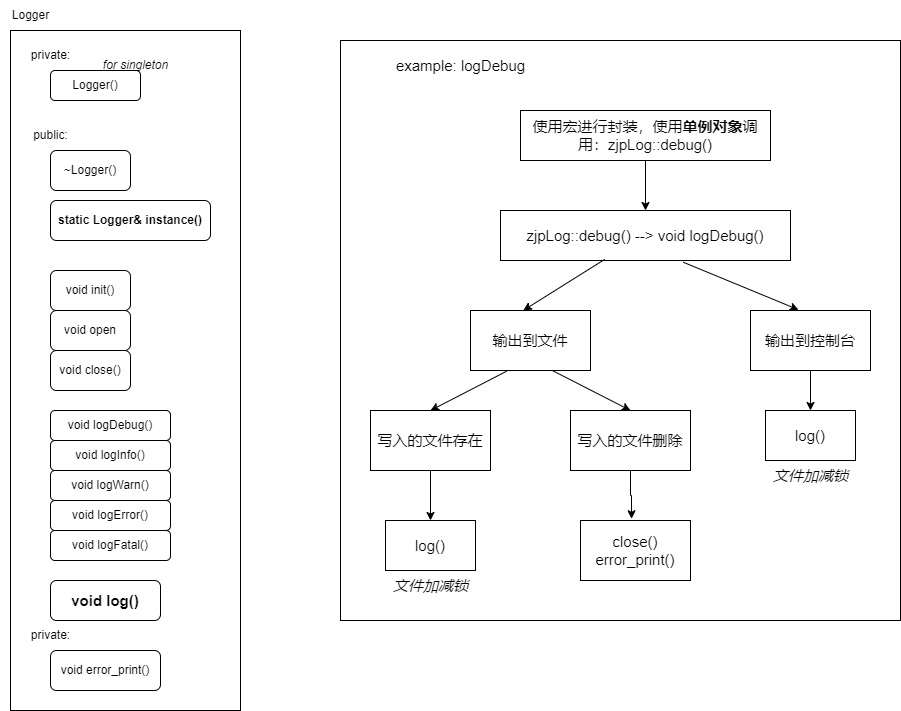 Logger
private:
for singleton
Logger()
public:
~Logger()
static Logger& instance()
void init()
void open
void close()
void logDebug()
void logInfo()
void logWarn()
void logError()
void logFatal()
void log()
private:
void error_print()
example: logDebug
使用宏进行封装，使用单例对象调
用：zjpLog::debug()
zjpLog::debug() --> void logDebug()
输出到文件
输出到控制台
写入的文件存在
写入的文件删除
log()
文件加减锁
log()
文件加减锁
close()
error_print()